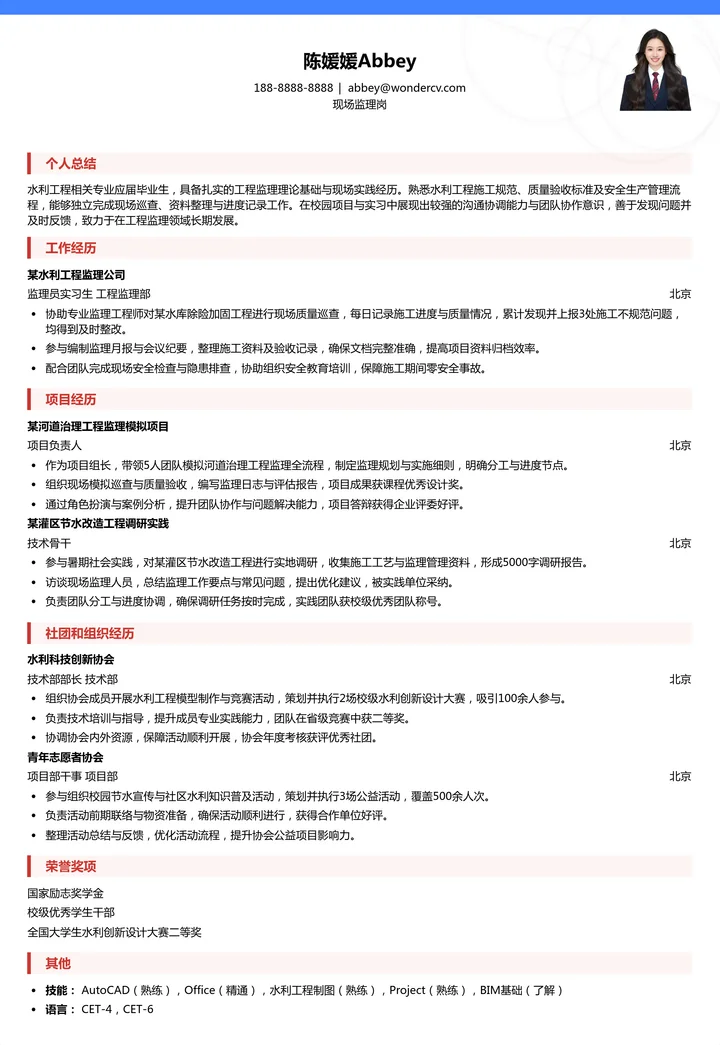 陈媛媛Abbey
188-8888-8888 | abbey@wondercv.com
现场监理岗
个人总结
水利工程相关专业应届毕业生，具备扎实的工程监理理论基础与现场实践经历。熟悉水利工程施工规范、质量验收标准及安全生产管理流
程，能够独立完成现场巡查、资料整理与进度记录工作。在校园项目与实习中展现出较强的沟通协调能力与团队协作意识，善于发现问题并
及时反馈，致力于在工程监理领域长期发展。
工作经历
某水利工程监理公司
监理员实习生 工程监理部 北京
• 协助专业监理工程师对某水库除险加固工程进行现场质量巡查，每日记录施工进度与质量情况，累计发现并上报3处施工不规范问题，
均得到及时整改。
• 参与编制监理月报与会议纪要，整理施工资料及验收记录，确保文档完整准确，提高项目资料归档效率。
• 配合团队完成现场安全检查与隐患排查，协助组织安全教育培训，保障施工期间零安全事故。
项目经历
某河道治理工程监理模拟项目
项目负责人 北京
• 作为项目组长，带领5人团队模拟河道治理工程监理全流程，制定监理规划与实施细则，明确分工与进度节点。
• 组织现场模拟巡查与质量验收，编写监理日志与评估报告，项目成果获课程优秀设计奖。
• 通过角色扮演与案例分析，提升团队协作与问题解决能力，项目答辩获得企业评委好评。
某灌区节水改造工程调研实践
技术骨干 北京
• 参与暑期社会实践，对某灌区节水改造工程进行实地调研，收集施工工艺与监理管理资料，形成5000字调研报告。
• 访谈现场监理人员，总结监理工作要点与常见问题，提出优化建议，被实践单位采纳。
• 负责团队分工与进度协调，确保调研任务按时完成，实践团队获校级优秀团队称号。
社团和组织经历
水利科技创新协会
技术部部长 技术部 北京
• 组织协会成员开展水利工程模型制作与竞赛活动，策划并执行2场校级水利创新设计大赛，吸引100余人参与。
• 负责技术培训与指导，提升成员专业实践能力，团队在省级竞赛中获二等奖。
• 协调协会内外资源，保障活动顺利开展，协会年度考核获评优秀社团。
青年志愿者协会
项目部干事 项目部 北京
• 参与组织校园节水宣传与社区水利知识普及活动，策划并执行3场公益活动，覆盖500余人次。
• 负责活动前期联络与物资准备，确保活动顺利进行，获得合作单位好评。
• 整理活动总结与反馈，优化活动流程，提升协会公益项目影响力。
荣誉奖项
国家励志奖学金
校级优秀学生干部
全国大学生水利创新设计大赛二等奖
其他
• 技能： AutoCAD（熟练），Office（精通），水利工程制图（熟练），Project（熟练），BIM基础（了解）
• 语言： CET-4，CET-6